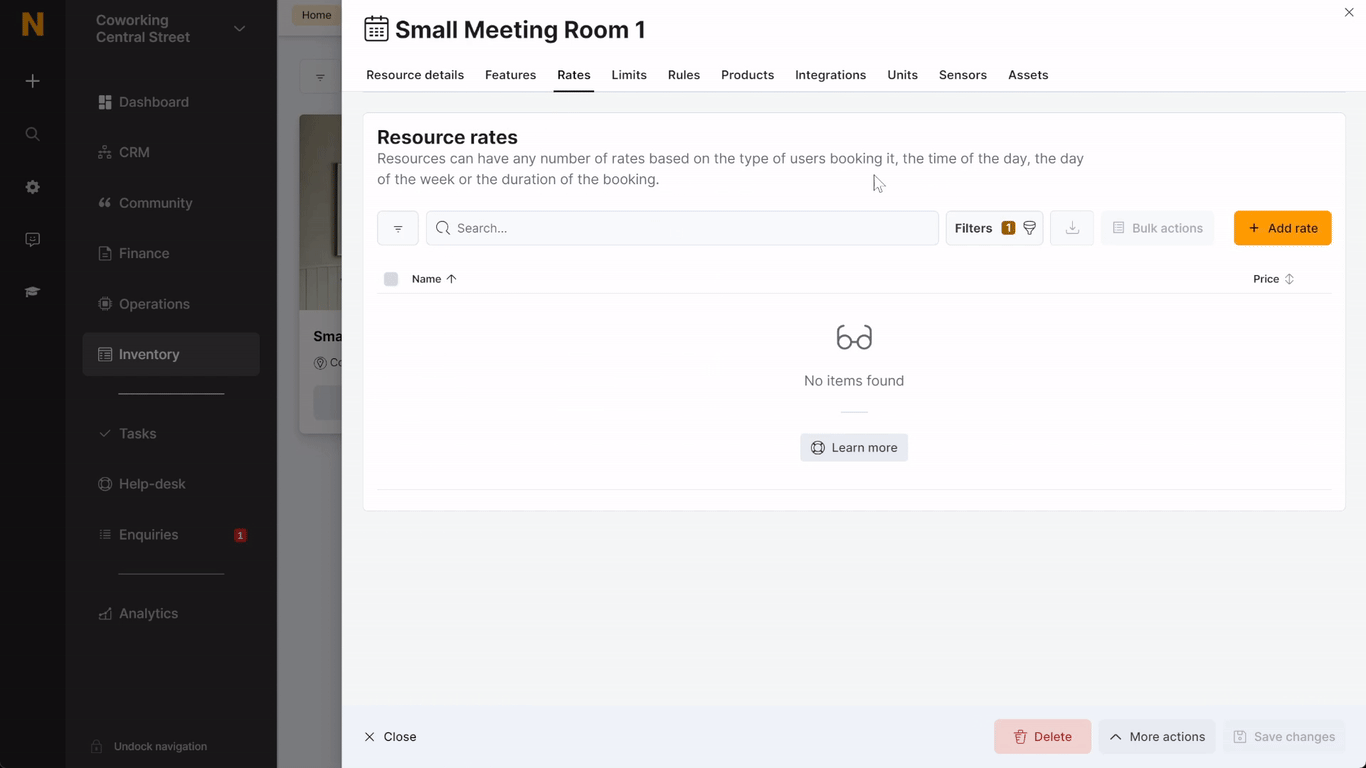 N
Coworking
Central Street
Dashboard
CRM
Community
Finance
Operations
Inventory
Tasks
Help-desk
Enquiries
1
Analytics
Undock navigation
Home
Small Meeting Room 1
Resource details
Features
Rates
Limits
Rules
Products
Integrations
Units
Sensors
Assets
Resource rates
Resources can have any number of rates based on the type of users booking it, the time of the day, the day
of the week or the duration of the booking.
Search...
Filters 1
Bulk actions
Add rate
Name
Price
No items found
Learn more
Sma
Co
Close
Delete
More actions
Save changes